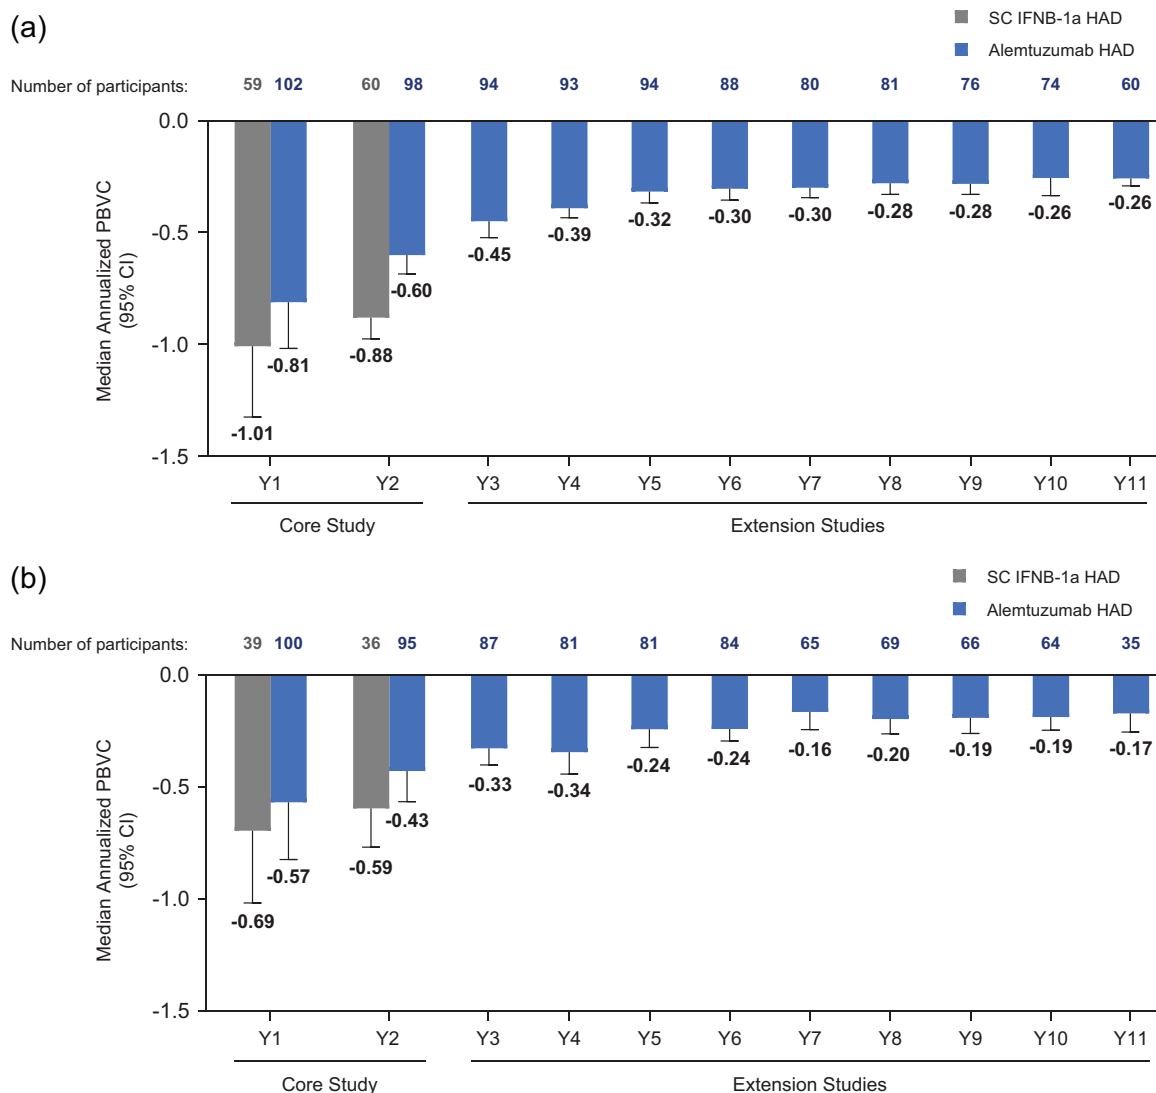 (a)
SC IFNB-1a HAD
Alemtuzumab HAD
Number of participants: 59 102 60 98 94 93 94 88 80 81 76 74 60
Median Annualized PBVC
(95% CI)
0.0
-0.5
-1.0
-1.5
-1.01 -0.81 -0.88 -0.60 -0.45 -0.39 -0.32 -0.30 -0.30 -0.28 -0.28 -0.26 -0.26
Y1 Y2 Y3 Y4 Y5 Y6 Y7 Y8 Y9 Y10 Y11
Core Study Extension Studies
(b)
SC IFNB-1a HAD
Alemtuzumab HAD
Number of participants: 39 100 36 95 87 81 81 84 65 69 66 64 35
Median Annualized PBVC
(95% CI)
0.0
-0.5
-1.0
-1.5
-0.69 -0.57 -0.59 -0.43 -0.33 -0.34 -0.24 -0.24 -0.16 -0.20 -0.19 -0.19 -0.17
Y1 Y2 Y3 Y4 Y5 Y6 Y7 Y8 Y9 Y10 Y11
Core Study Extension Studies